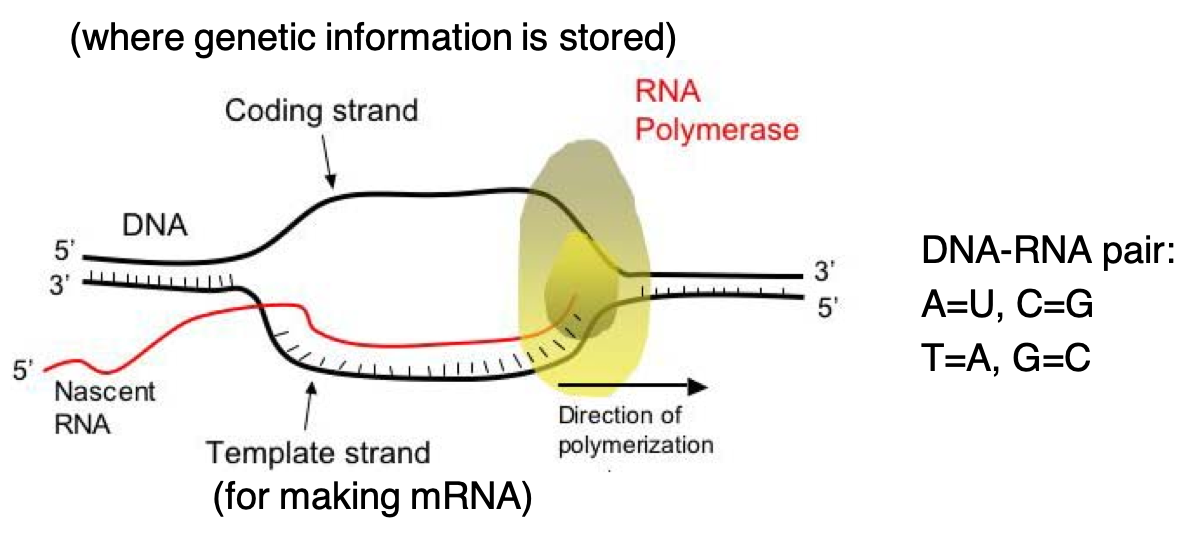 (where genetic information is stored)
RNA
Polymerase
Coding strand
DNA
5’
3’
3’
5’
DNA-RNA pair:
A=U, C=G
T=A, G=C
5’
Nascent
RNA
Direction of
polymerization
Template strand
(for making mRNA)